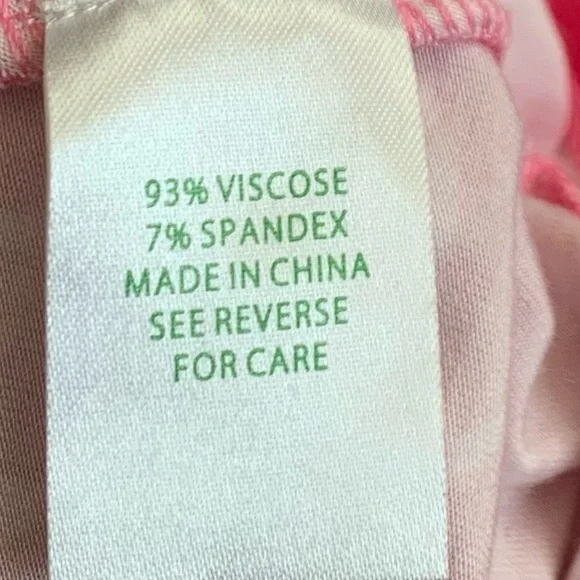 93% VISCOSE
7% SPANDEX
MADE IN CHINA
SEE REVERSE
FOR CARE